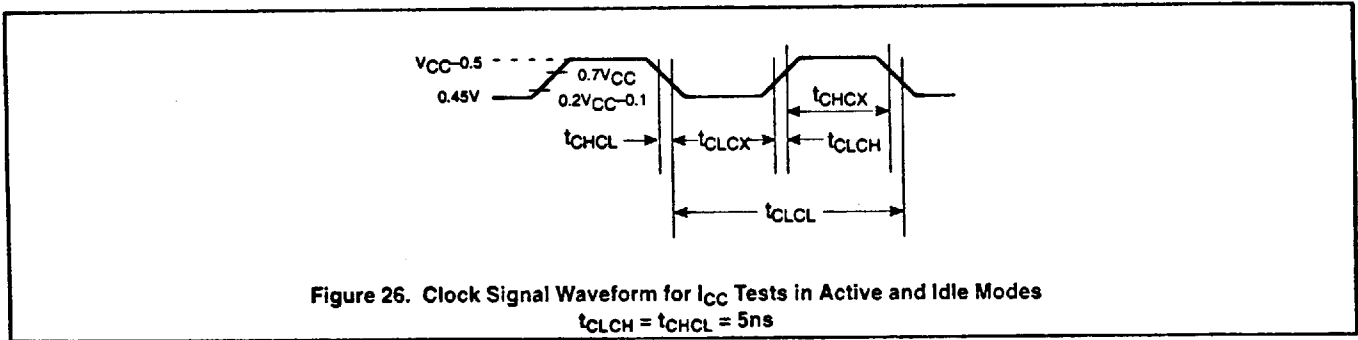 VCC–0.5
0.7VCC
0.45V
0.2VCC–0.1
tCHCX
tCHCL
tCLCX
tCLCH
tCLCL
Figure 26. Clock Signal Waveform for ICC Tests in Active and Idle Modes
tCLCH = tCHCL = 5ns